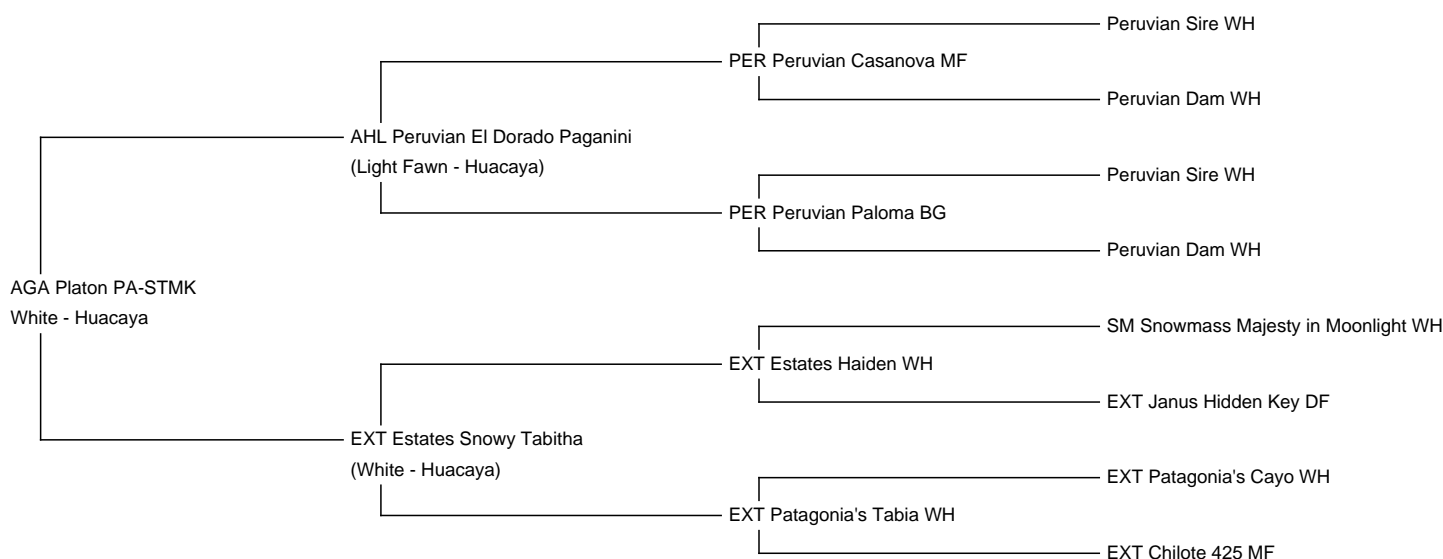 Peruvian Sire WH
PER Peruvian Casanova MF
Peruvian Dam WH
AHL Peruvian El Dorado Paganini
(Light Fawn - Huacaya)
Peruvian Sire WH
PER Peruvian Paloma BG
Peruvian Dam WH
AGA Platon PA-STMK
White - Huacaya
SM Snowmass Majesty in Moonlight WH
EXT Estates Haiden WH
EXT Janus Hidden Key DF
EXT Estates Snowy Tabitha
(White - Huacaya)
EXT Patagonia's Cayo WH
EXT Patagonia's Tabia WH
EXT Chilote 425 MF